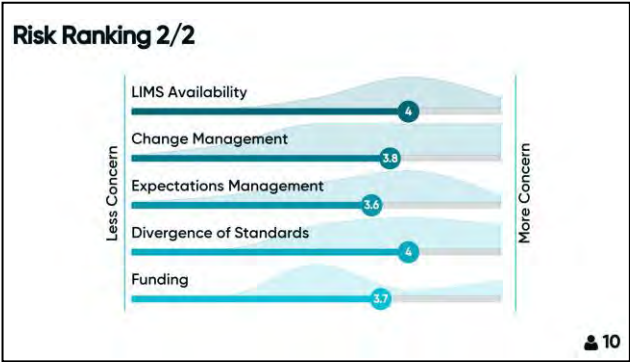 Risk Ranking 2/2
LIMS Availability
4
Change Management
3.8
Expectations Management
3.6
Divergence of Standards
4
Funding
3.7
Less Concern
More Concern
10